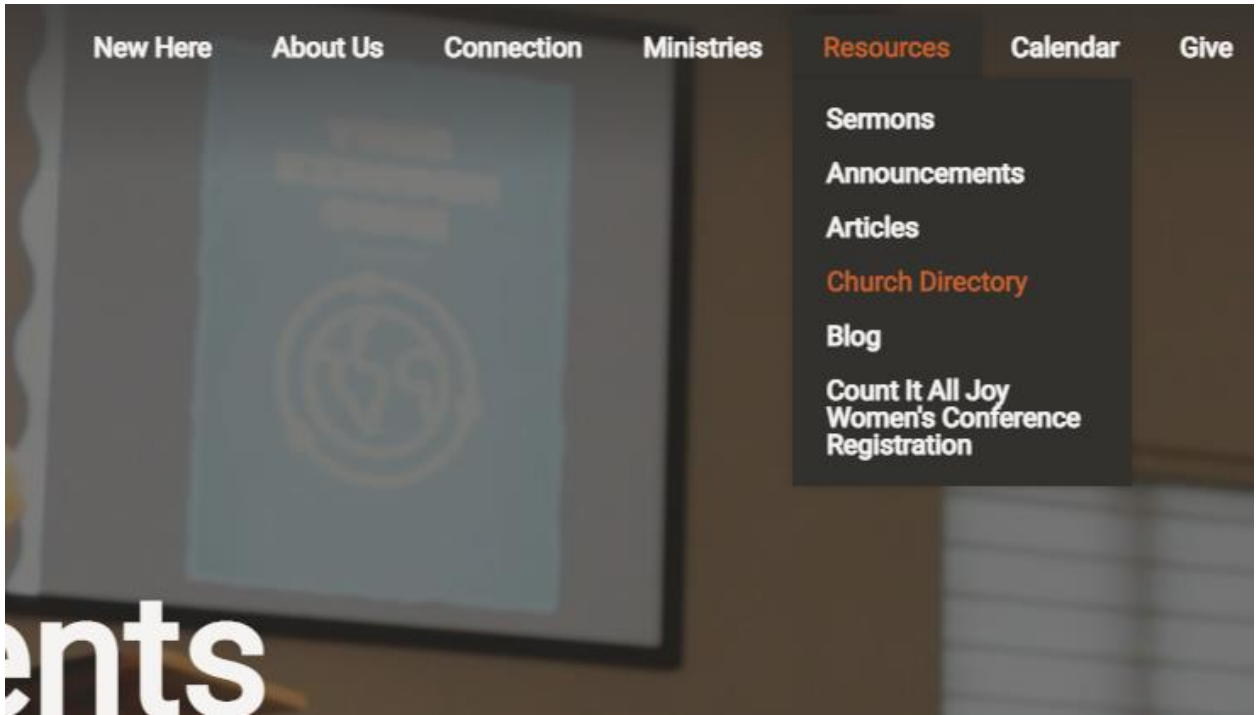 New Here About Us Connection Ministries Resources Calendar Give
Sermons
Announcements
Articles
Church Directory
Blog
Count It All Joy
Women's Conference
Registration
ents